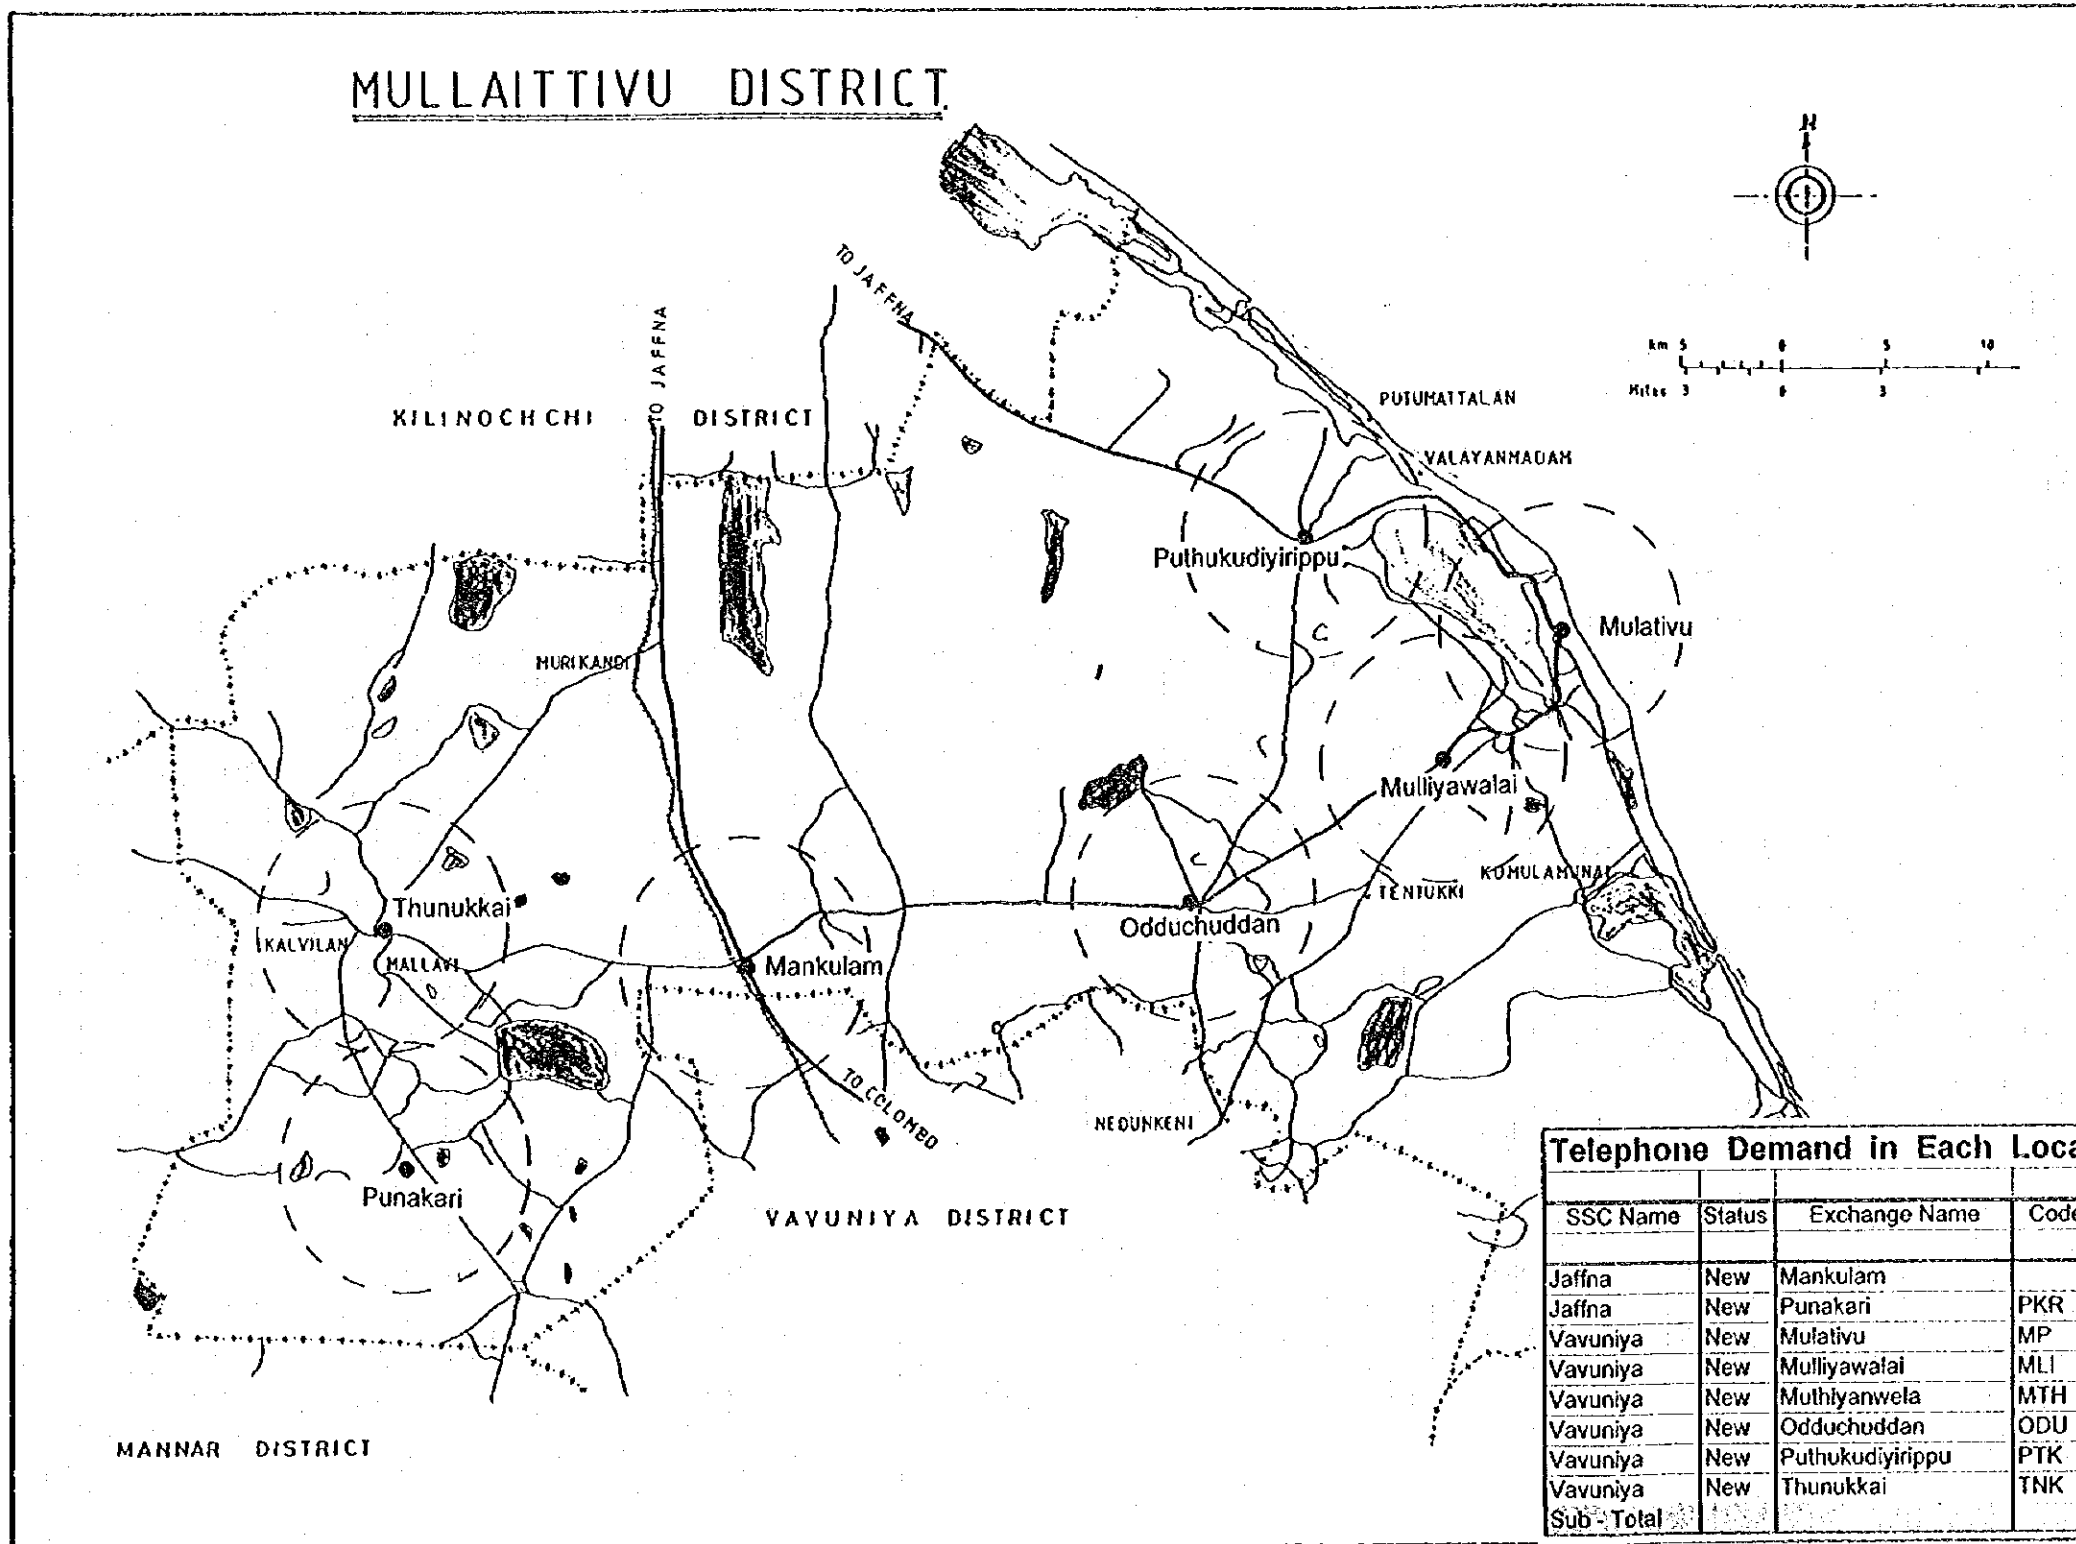 MULLAITTIVU DISTRICT
N
TO JAFFNA
TO JAFFNA
km 5 0 5 10
Miles 3 0 3
KILINOCHCHI DISTRICT
PUTUMATTALAN
VALAYANMADAM
Puthukudiyirippu
Mulativu
MURIKANDI
Mulliyawalai
KUMULAMUNAI
TENTUKKI
Thunukkai
Odduchuddan
KALVILAN
MALLAVI
Mankulam
TO COLOMBO
NEDUNKENI
Punakari
VAVUNIYA DISTRICT
MANNAR DISTRICT
Telephone Demand in Each Loca
SSC Name Status Exchange Name Code
Jaffna New Mankulam
Jaffna New Punakari PKR
Vavuniya New Mulativu MP
Vavuniya New Mulliyawalai MLI
Vavuniya New Muthiyanwela MTH
Vavuniya New Odduchuddan ODU
Vavuniya New Puthukudiyirippu PTK
Vavuniya New Thunukkai TNK
Sub - Total